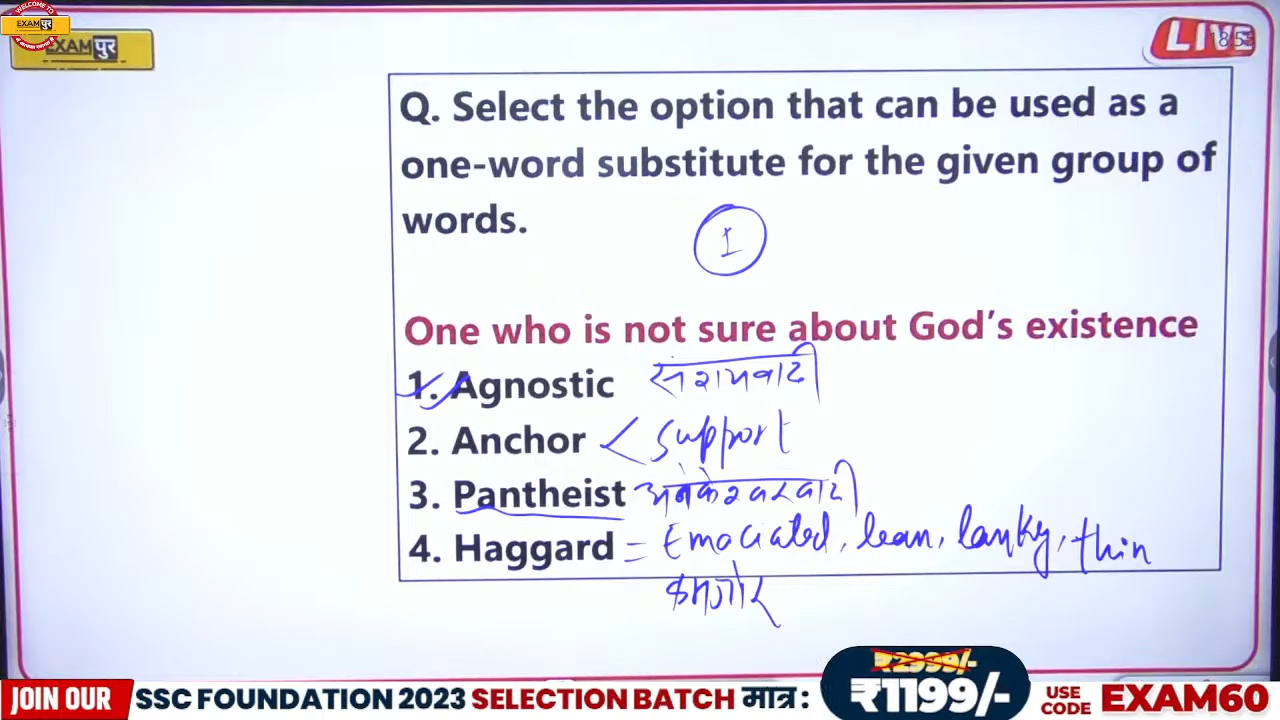 WELCOME TO
EXAMपुर
EXAMपुर
LIVE
Q. Select the option that can be used as a
one-word substitute for the given group of
words.
1
One who is not sure about God's existence
1. Agnostic संशयवादी
2. Anchor < Support
3. Pantheist अनेकेश्वरवादी
4. Haggard = Emaciated, lean, lanky, thin
कमजोर
JOIN OUR SSC FOUNDATION 2023 SELECTION BATCH मात्र : ₹2999/- ₹1199/- USE CODE EXAM60